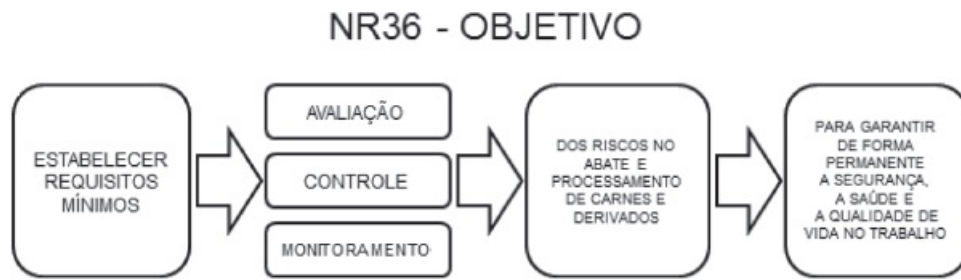 NR36 - OBJETIVO
ESTABELECER
REQUISITOS
MÍNIMOS
AVALIAÇÃO
CONTROLE
MONITORAMENTO
DOS RISCOS NO
ABATE E
PROCESSAMENTO
DE CARNES E
DERIVADOS
PARA GARANTIR
DE FORMA
PERMANENTE
A SEGURANÇA,
A SAÚDE E
A QUALIDADE DE
VIDA NO TRABALHO